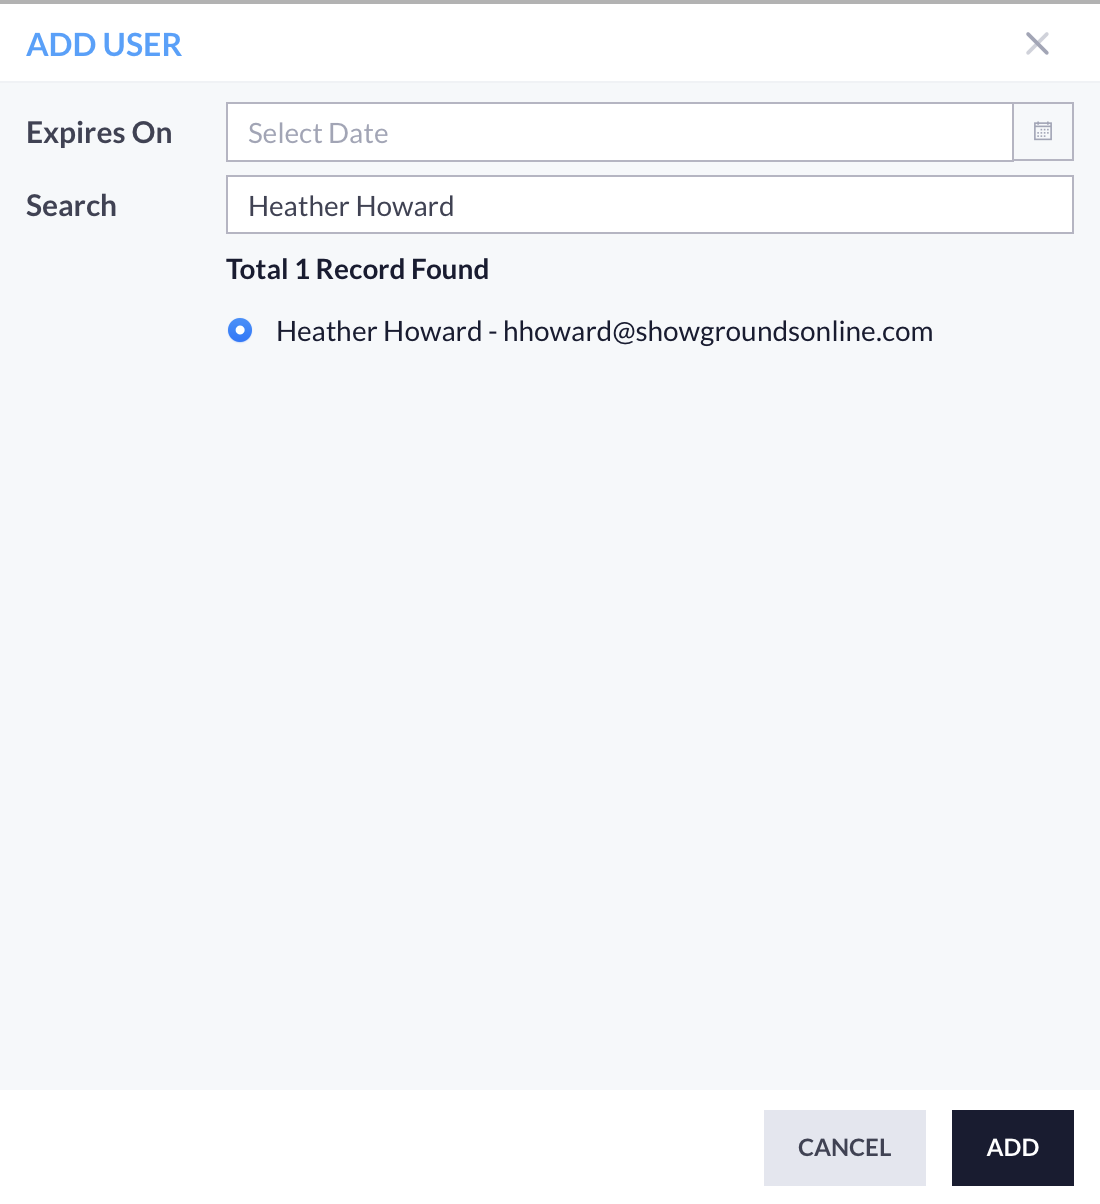 ADD USER
Expires On
Select Date
Search
Heather Howard
Total 1 Record Found
Heather Howard - hhoward@showgroundsonline.com
CANCEL
ADD